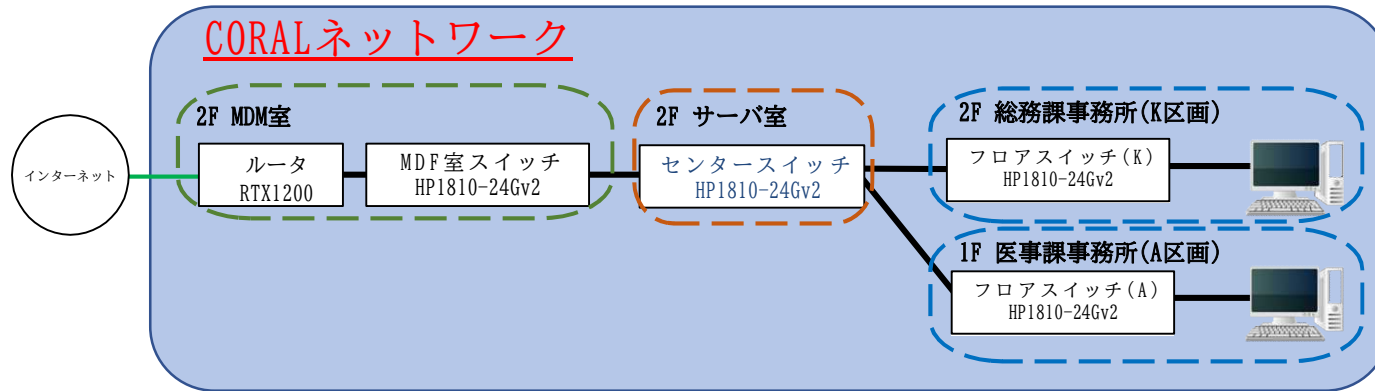 CORALネットワーク
2F MDM室
2F サーバ室
2F 総務課事務所(K区画)
インターネット
ルータ
RTX1200
MDF室スイッチ
HP1810-24Gv2
センタースイッチ
HP1810-24Gv2
フロアスイッチ(K)
HP1810-24Gv2
1F 医事課事務所(A区画)
フロアスイッチ(A)
HP1810-24Gv2